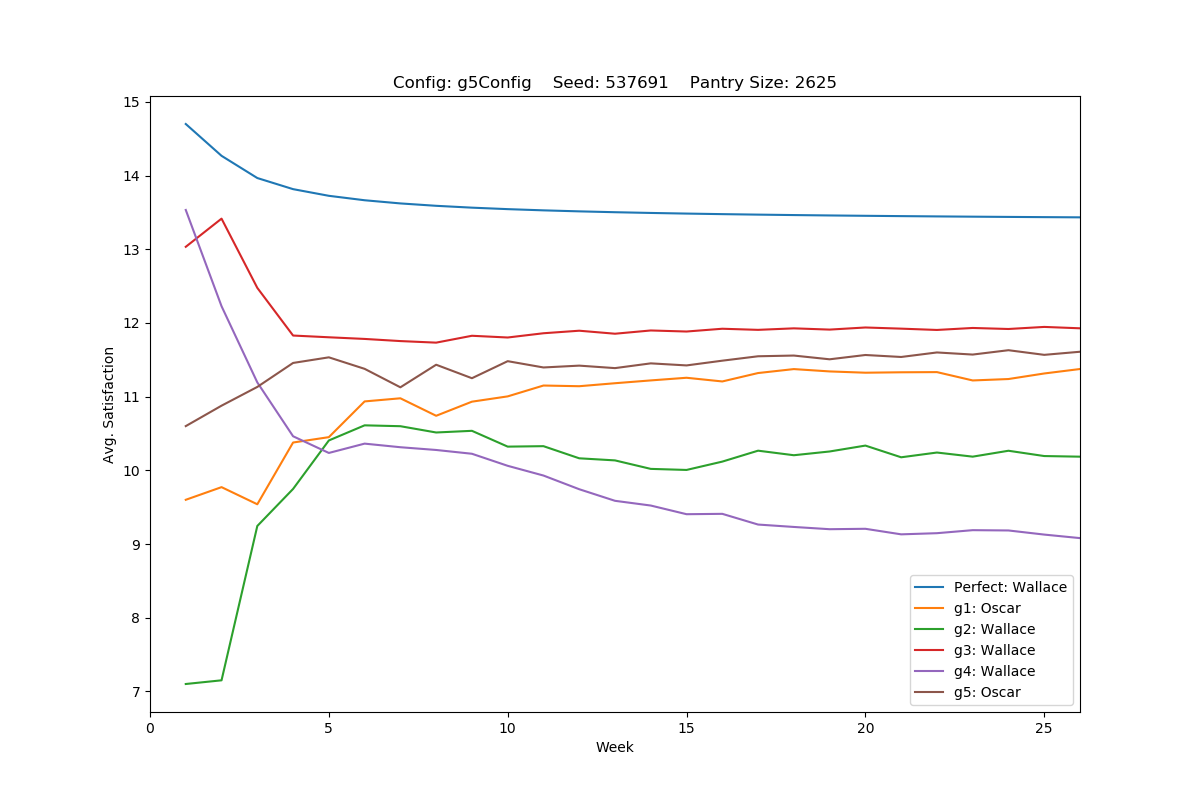 Config: g5Config    Seed: 537691    Pantry Size: 2625
15
14
13
12
11
10
9
8
7
Avg. Satisfaction
0
5
10
15
20
25
Week
Perfect: Wallace
g1: Oscar
g2: Wallace
g3: Wallace
g4: Wallace
g5: Oscar